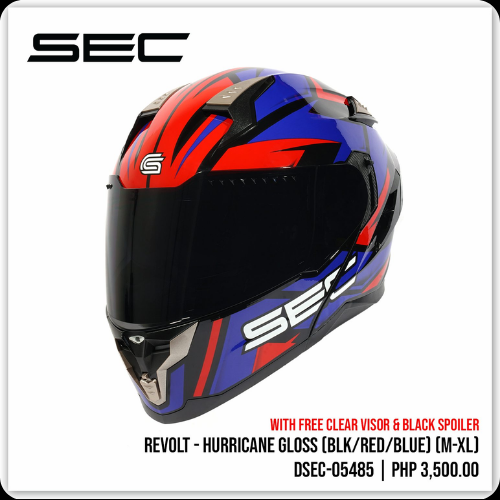 SEC
SEC
WITH FREE CLEAR VISOR & BLACK SPOILER
REVOLT - HURRICANE GLOSS (BLK/RED/BLUE) (M-XL)
DSEC-05485 | PHP 3,500.00